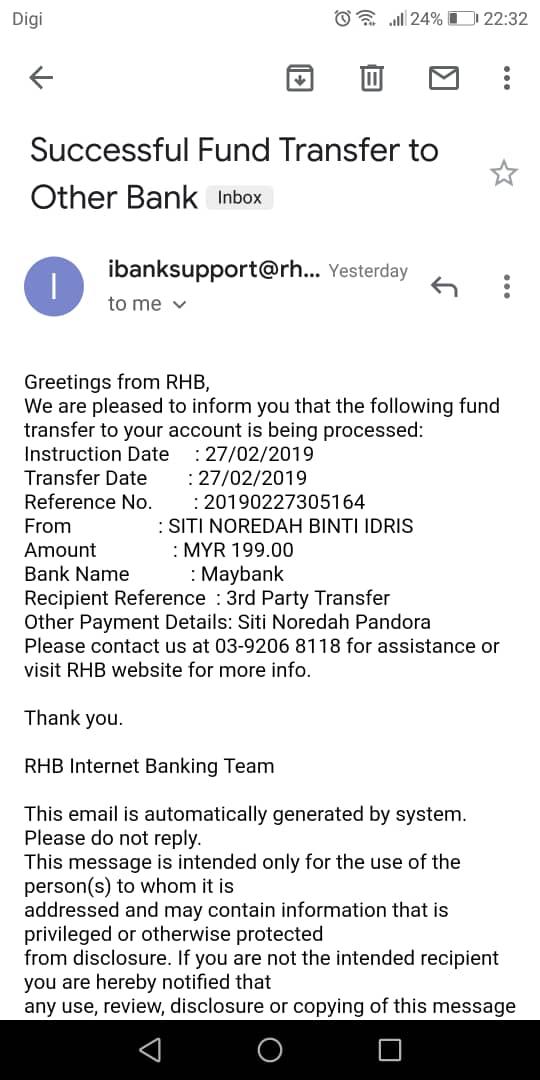 Digi 24% 22:32
Successful Fund Transfer to
Other Bank Inbox
I
ibanksupport@rh... Yesterday
to me
Greetings from RHB,
We are pleased to inform you that the following fund
transfer to your account is being processed:
Instruction Date : 27/02/2019
Transfer Date : 27/02/2019
Reference No. : 20190227305164
From : SITI NOREDAH BINTI IDRIS
Amount : MYR 199.00
Bank Name : Maybank
Recipient Reference : 3rd Party Transfer
Other Payment Details: Siti Noredah Pandora
Please contact us at 03-9206 8118 for assistance or
visit RHB website for more info.
Thank you.
RHB Internet Banking Team
This email is automatically generated by system.
Please do not reply.
This message is intended only for the use of the
person(s) to whom it is
addressed and may contain information that is
privileged or otherwise protected
from disclosure. If you are not the intended recipient
you are hereby notified that
any use, review, disclosure or copying of this message